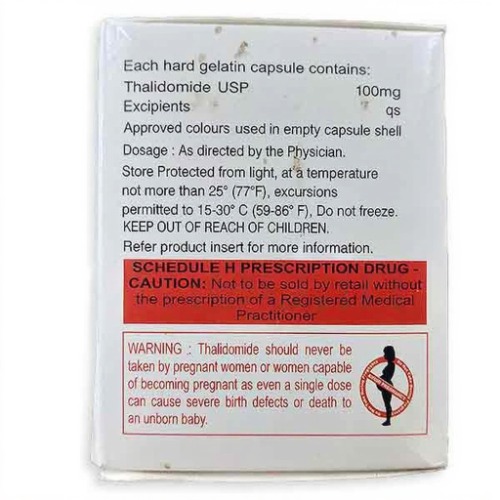 Each hard gelatin capsule contains:
Thalidomide USP 100mg
Excipients qs
Approved colours used in empty capsule shell
Dosage : As directed by the Physician.
Store Protected from light, at a temperature
not more than 25° (77°F), excursions
permitted to 15-30° C (59-86° F), Do not freeze.
KEEP OUT OF REACH OF CHILDREN.
Refer product insert for more information.
SCHEDULE H PRESCRIPTION DRUG -
CAUTION: Not to be sold by retail without
the prescription of a Registered Medical
Practitioner
WARNING : Thalidomide should never be
taken by pregnant women or women capable
of becoming pregnant as even a single dose
can cause severe birth defects or death to
an unborn baby.